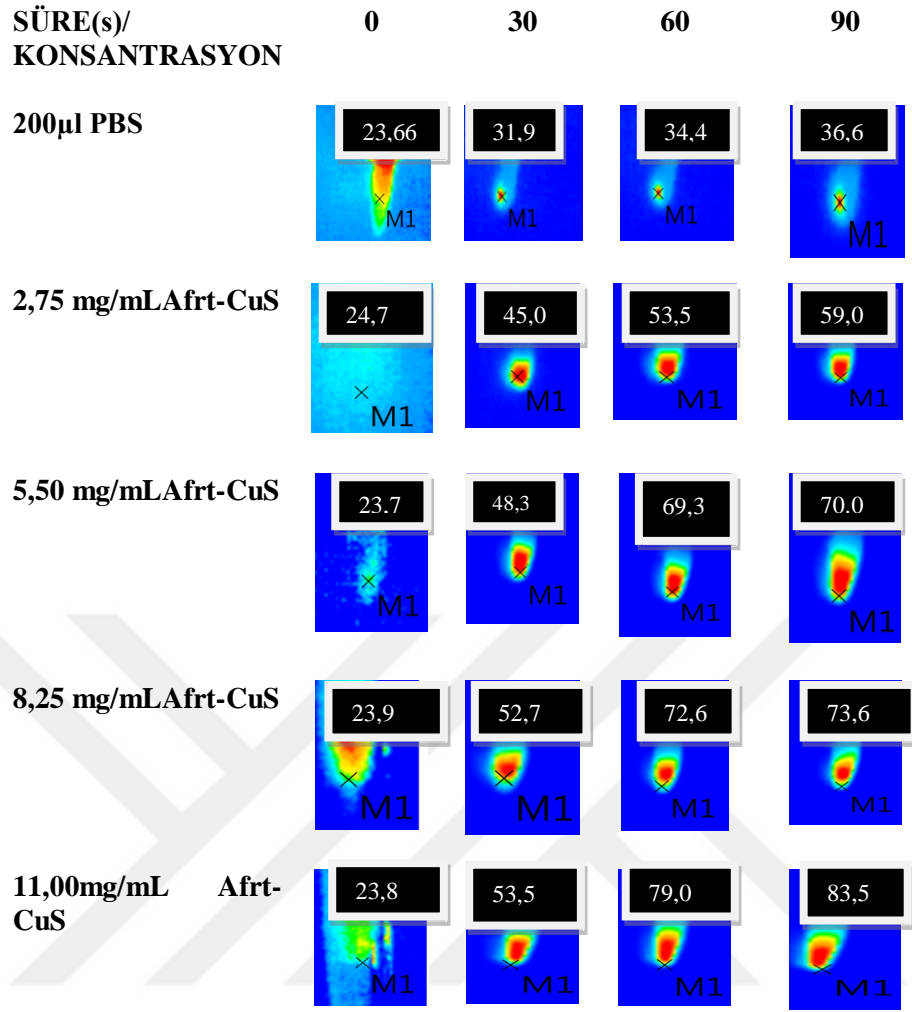 SÜRE(s)/ 0 30 60 90
KONSANTRASYON
200µl PBS
23,66 31,9 34,4 36,6
M1 M1 M1 M1
2,75 mg/mLAfrt-CuS
24,7 45,0 53,5 59,0
M1 M1 M1 M1
5,50 mg/mLAfrt-CuS
23.7 48,3 69,3 70.0
M1 M1 M1 M1
8,25 mg/mLAfrt-CuS
23,9 52,7 72,6 73,6
M1 M1 M1 M1
11,00mg/mL Afrt-
CuS
23,8 53,5 79,0 83,5
M1 M1 M1 M1